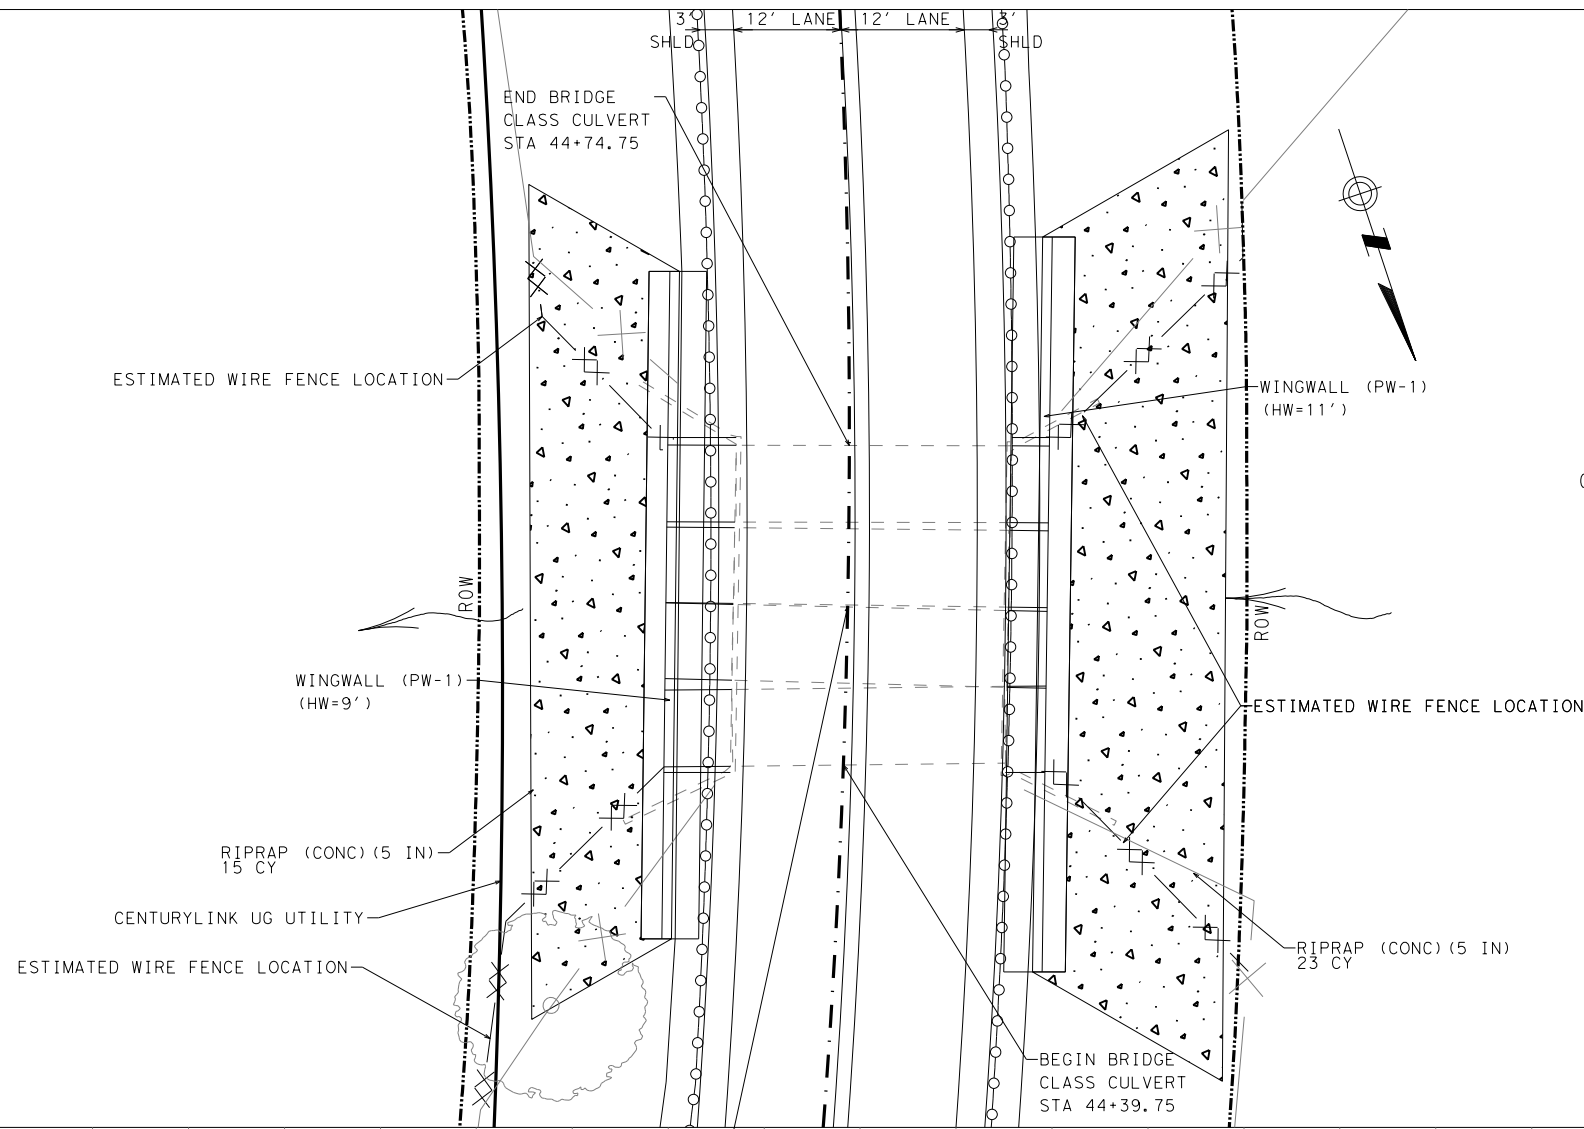 3'
12' LANE
12' LANE
3'
SHLD
SHLD
END BRIDGE
CLASS CULVERT
STA 44+74.75
ESTIMATED WIRE FENCE LOCATION
WINGWALL (PW-1)
(HW=11')
ROW
ROW
WINGWALL (PW-1)
(HW=9')
ESTIMATED WIRE FENCE LOCATION
RIPRAP (CONC)(5 IN)
15 CY
CENTURYLINK UG UTILITY
RIPRAP (CONC)(5 IN)
23 CY
ESTIMATED WIRE FENCE LOCATION
BEGIN BRIDGE
CLASS CULVERT
STA 44+39.75